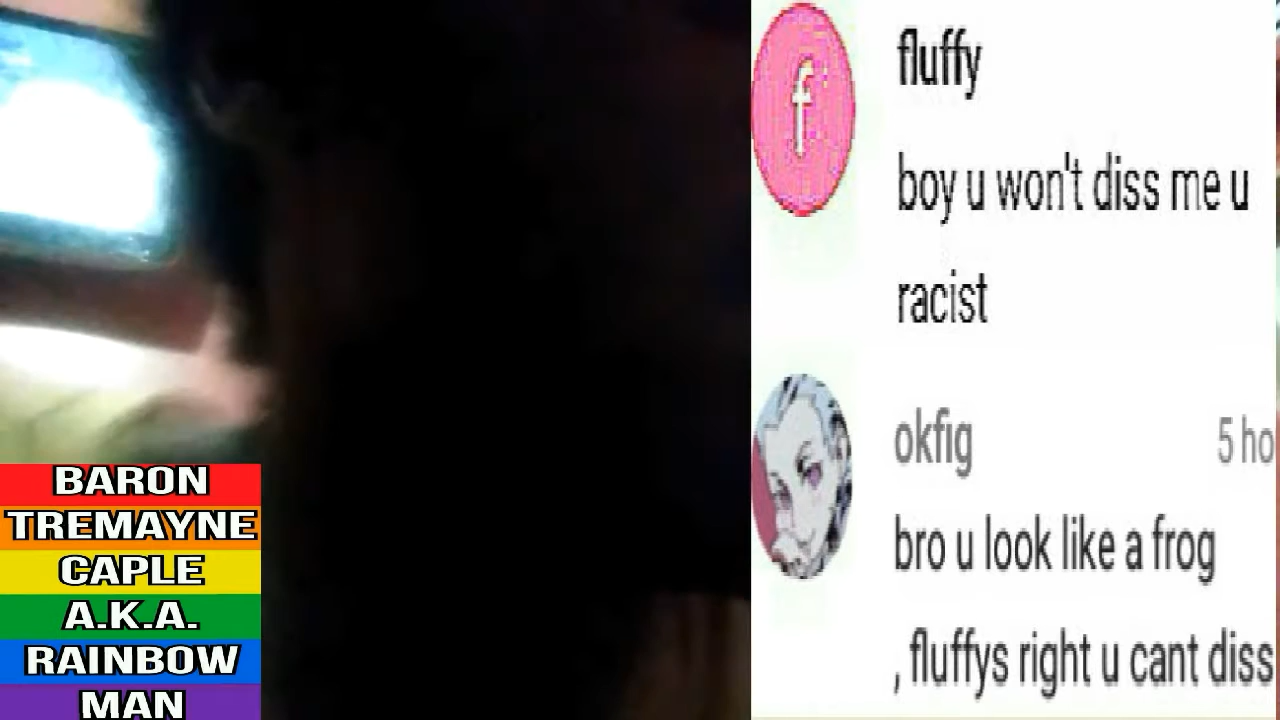 BARON
TREMAYNE
CAPLE
A.K.A.
RAINBOW
MAN
f
fluffy
boy u won't diss me u
racist
okfig 5 ho
bro u look like a frog
, fluffys right u cant diss